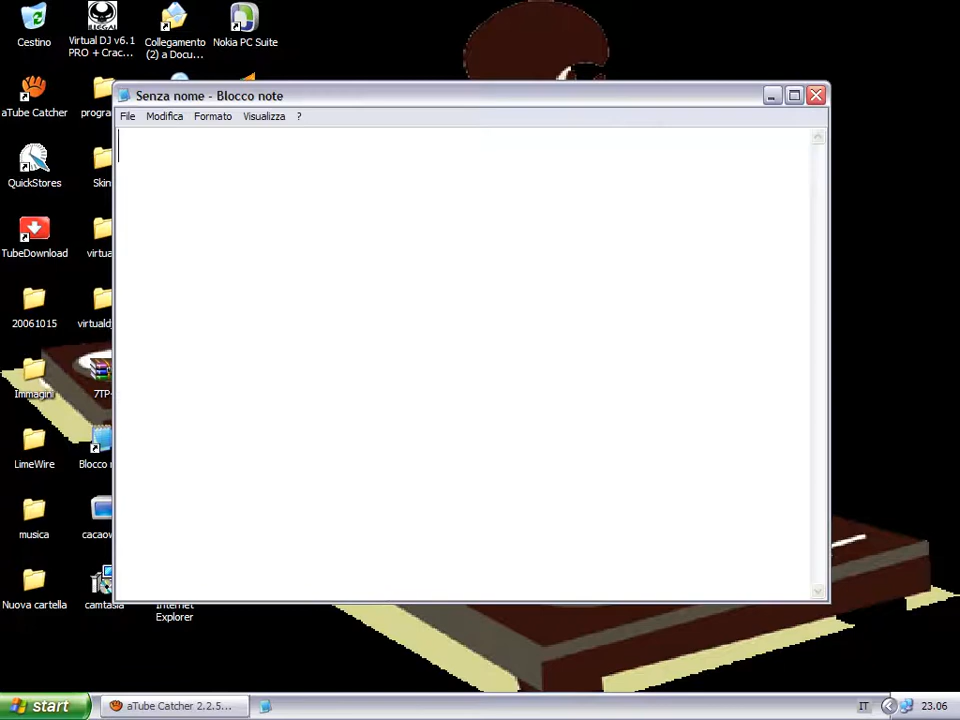 Cestino
Virtual DJ v6.1
PRO + Crac...
Collegamento
(2) a Docu...
Nokia PC Suite
aTube Catcher
progra
Senza nome - Blocco note
File Modifica Formato Visualizza ?
QuickStores
Skin
TubeDownload
virtua
20061015
virtuald
Immagini
7TP
LimeWire
Blocco n
musica
cacaow
Nuova cartella
camtasia
Internet
Explorer
start
aTube Catcher 2.2.5...
IT
23.06